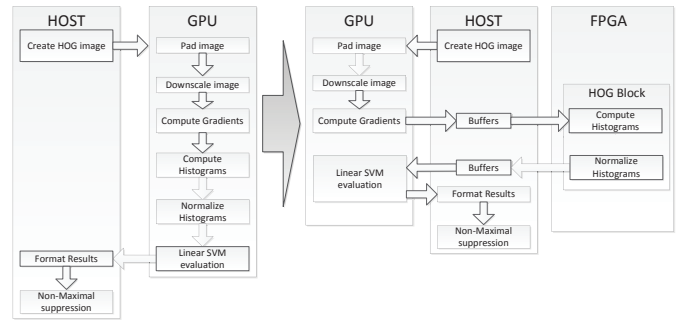 HOST
GPU
Create HOG image
Pad image
Downscale image
Compute Gradients
Compute
Histograms
Normalize
Histograms
Linear SVM
evaluation
Format Results
Non-Maximal
suppression
GPU
HOST
FPGA
Pad image
Create HOG image
Downscale image
HOG Block
Compute Gradients
Buffers
Compute
Histograms
Linear SVM
evaluation
Buffers
Normalize
Histograms
Format Results
Non-Maximal
suppression